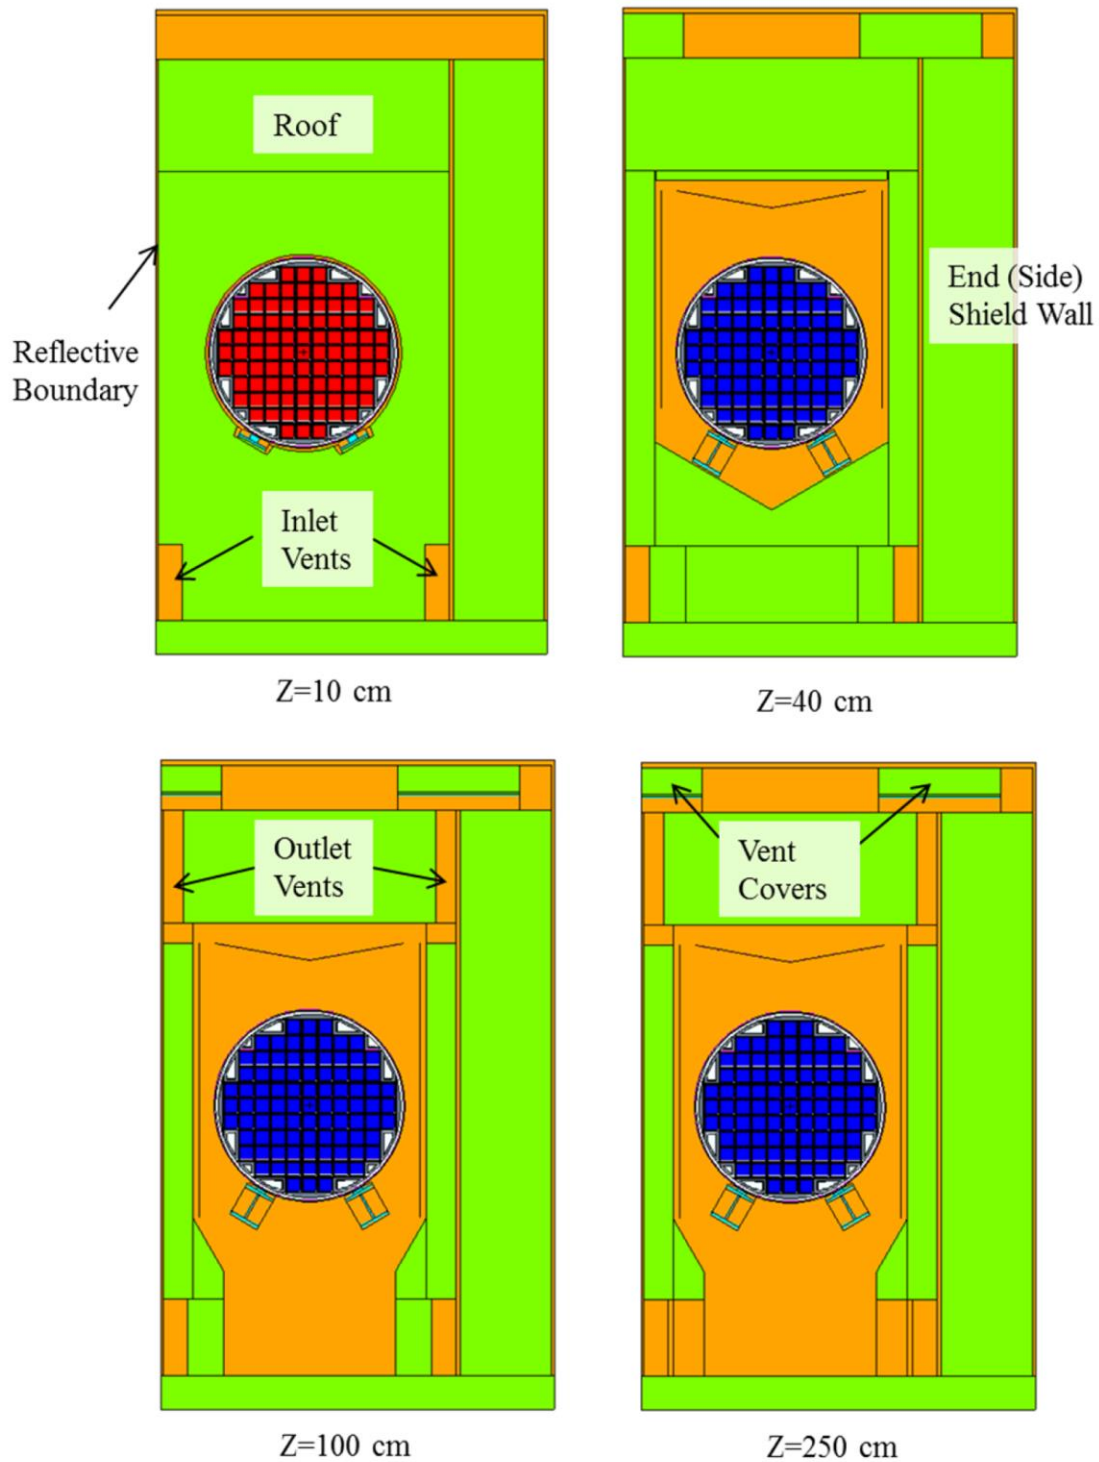 Roof
End (Side)
Shield Wall
Reflective
Boundary
Inlet
Vents
Z=10 cm
Z=40 cm
Outlet
Vents
Vent
Covers
Z=100 cm
Z=250 cm